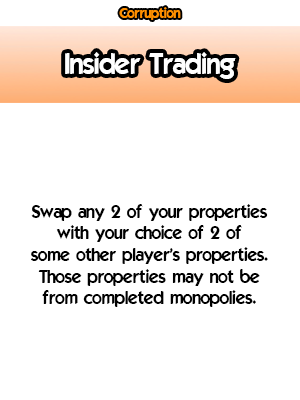 Corruption
Insider Trading
Swap any 2 of your properties
with your choice of 2 of
some other player's properties.
Those properties may not be
from completed monopolies.